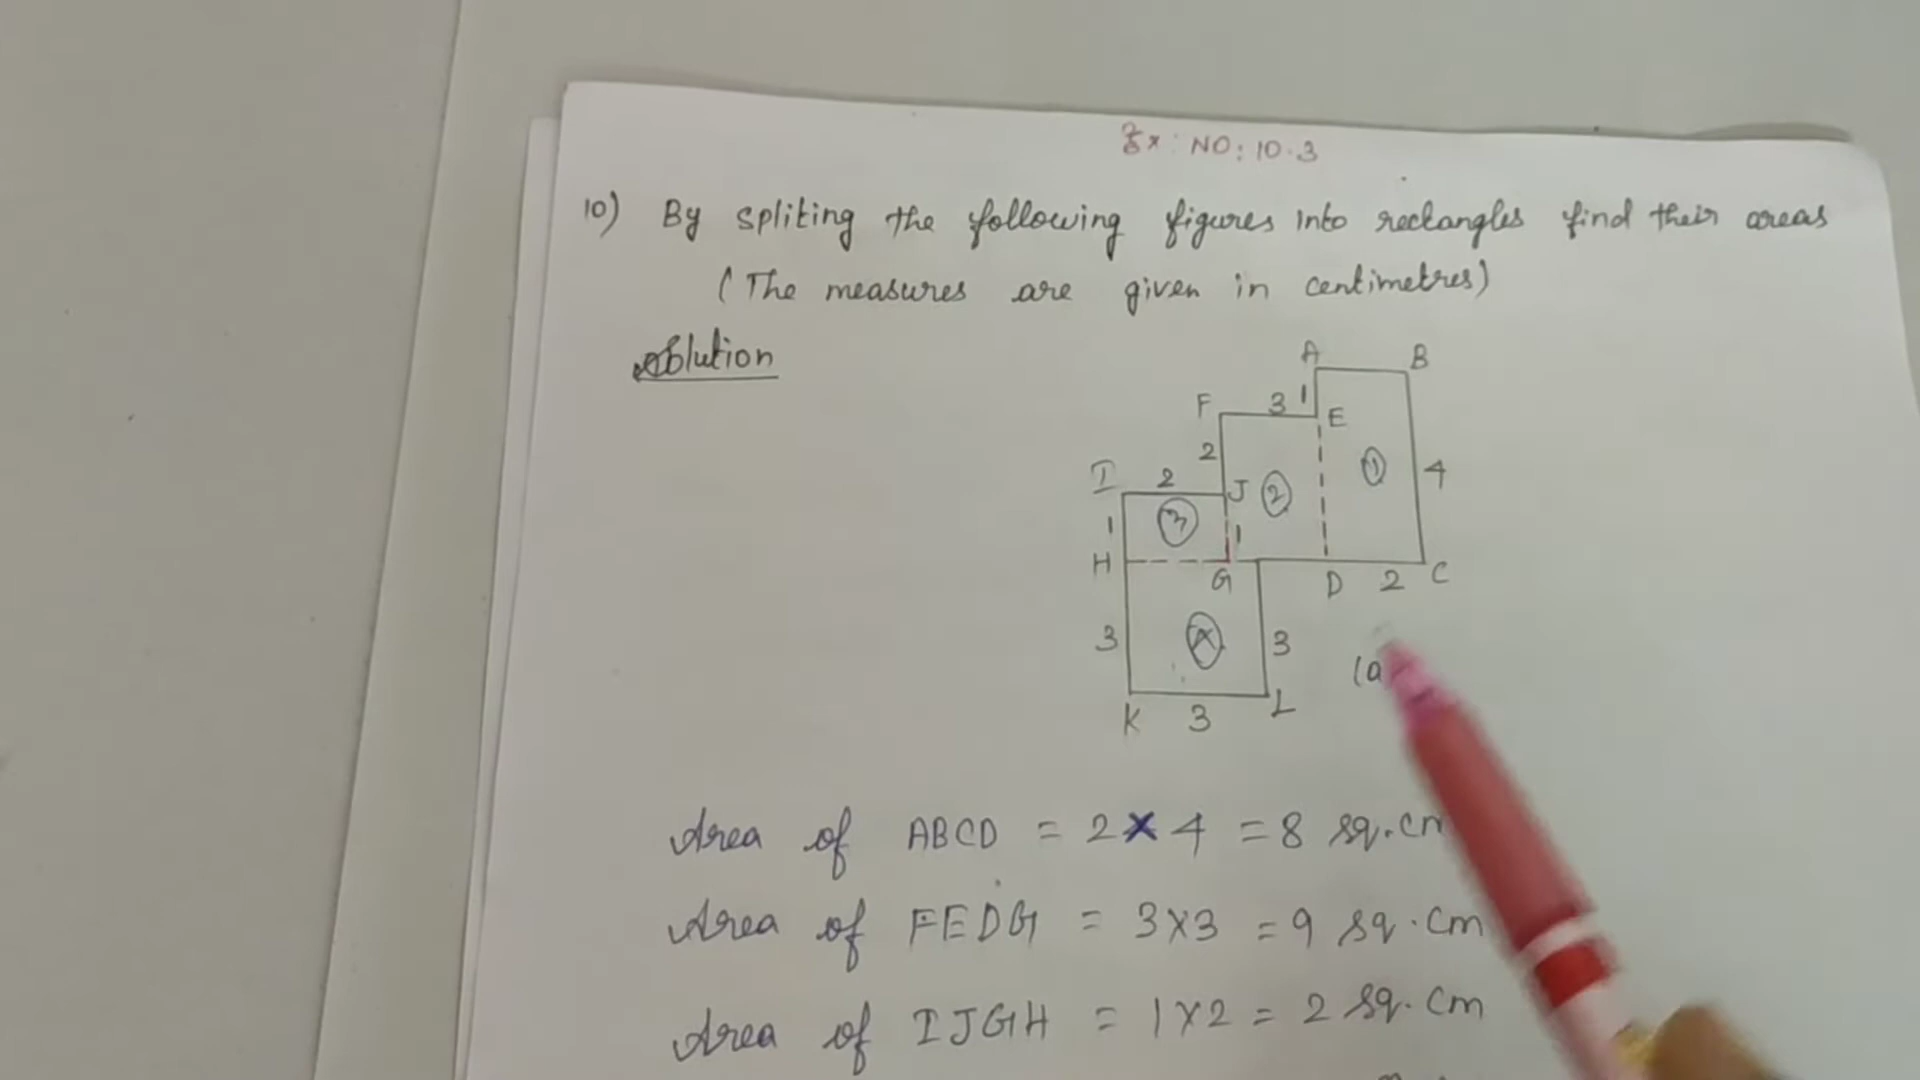 Ex: NO: 10.3
10) By spliting the following figures into rectangles find their areas
(The measures are given in centimetres)
Solution
A B
F 3 1 E
2
I 2 J 2 1 4
1 3 1
H G D 2 C
3 3 (a
K 3 L
Area of ABCD = 2 × 4 = 8 sq.cm
Area of FEDG = 3×3 = 9 sq.cm
Area of IJGH = 1×2 = 2 sq.cm